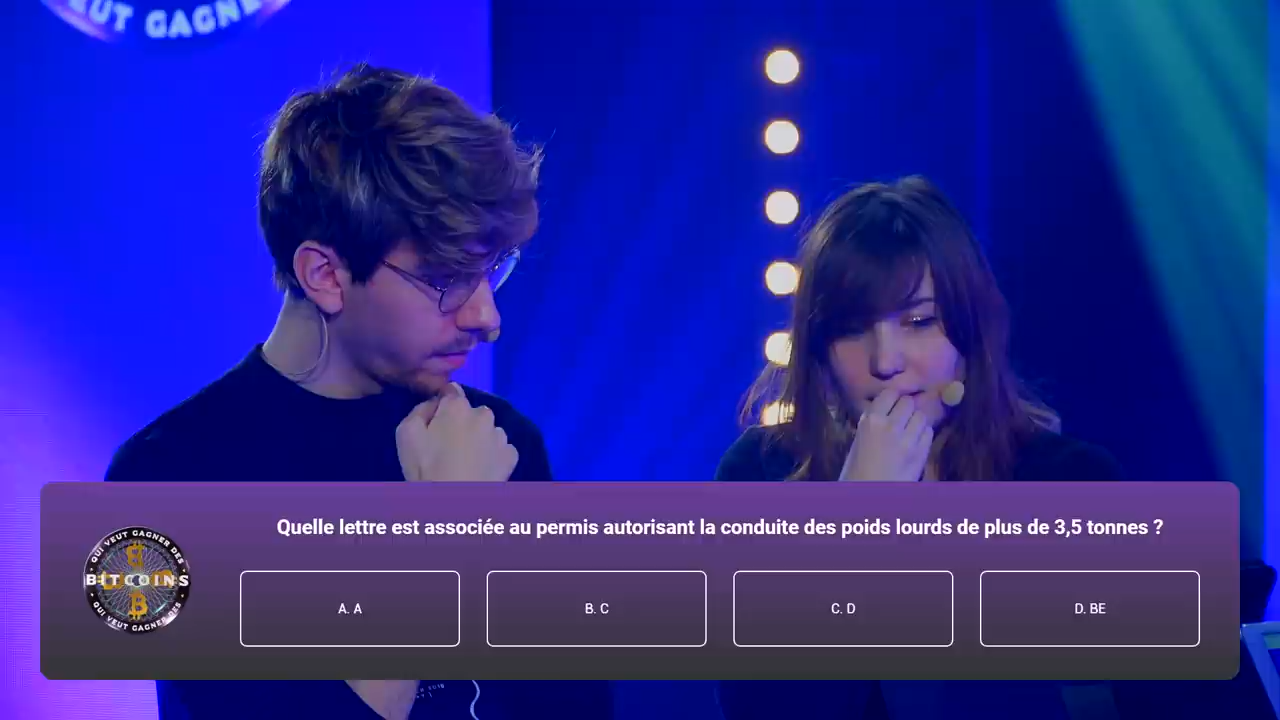 EUT GAGNE
Quelle lettre est associée au permis autorisant la conduite des poids lourds de plus de 3,5 tonnes ?
QUI VEUT GAGNER DES
BITCOINS
QUI VEUT GAGNER DES
A. A
B. C
C. D
D. BE